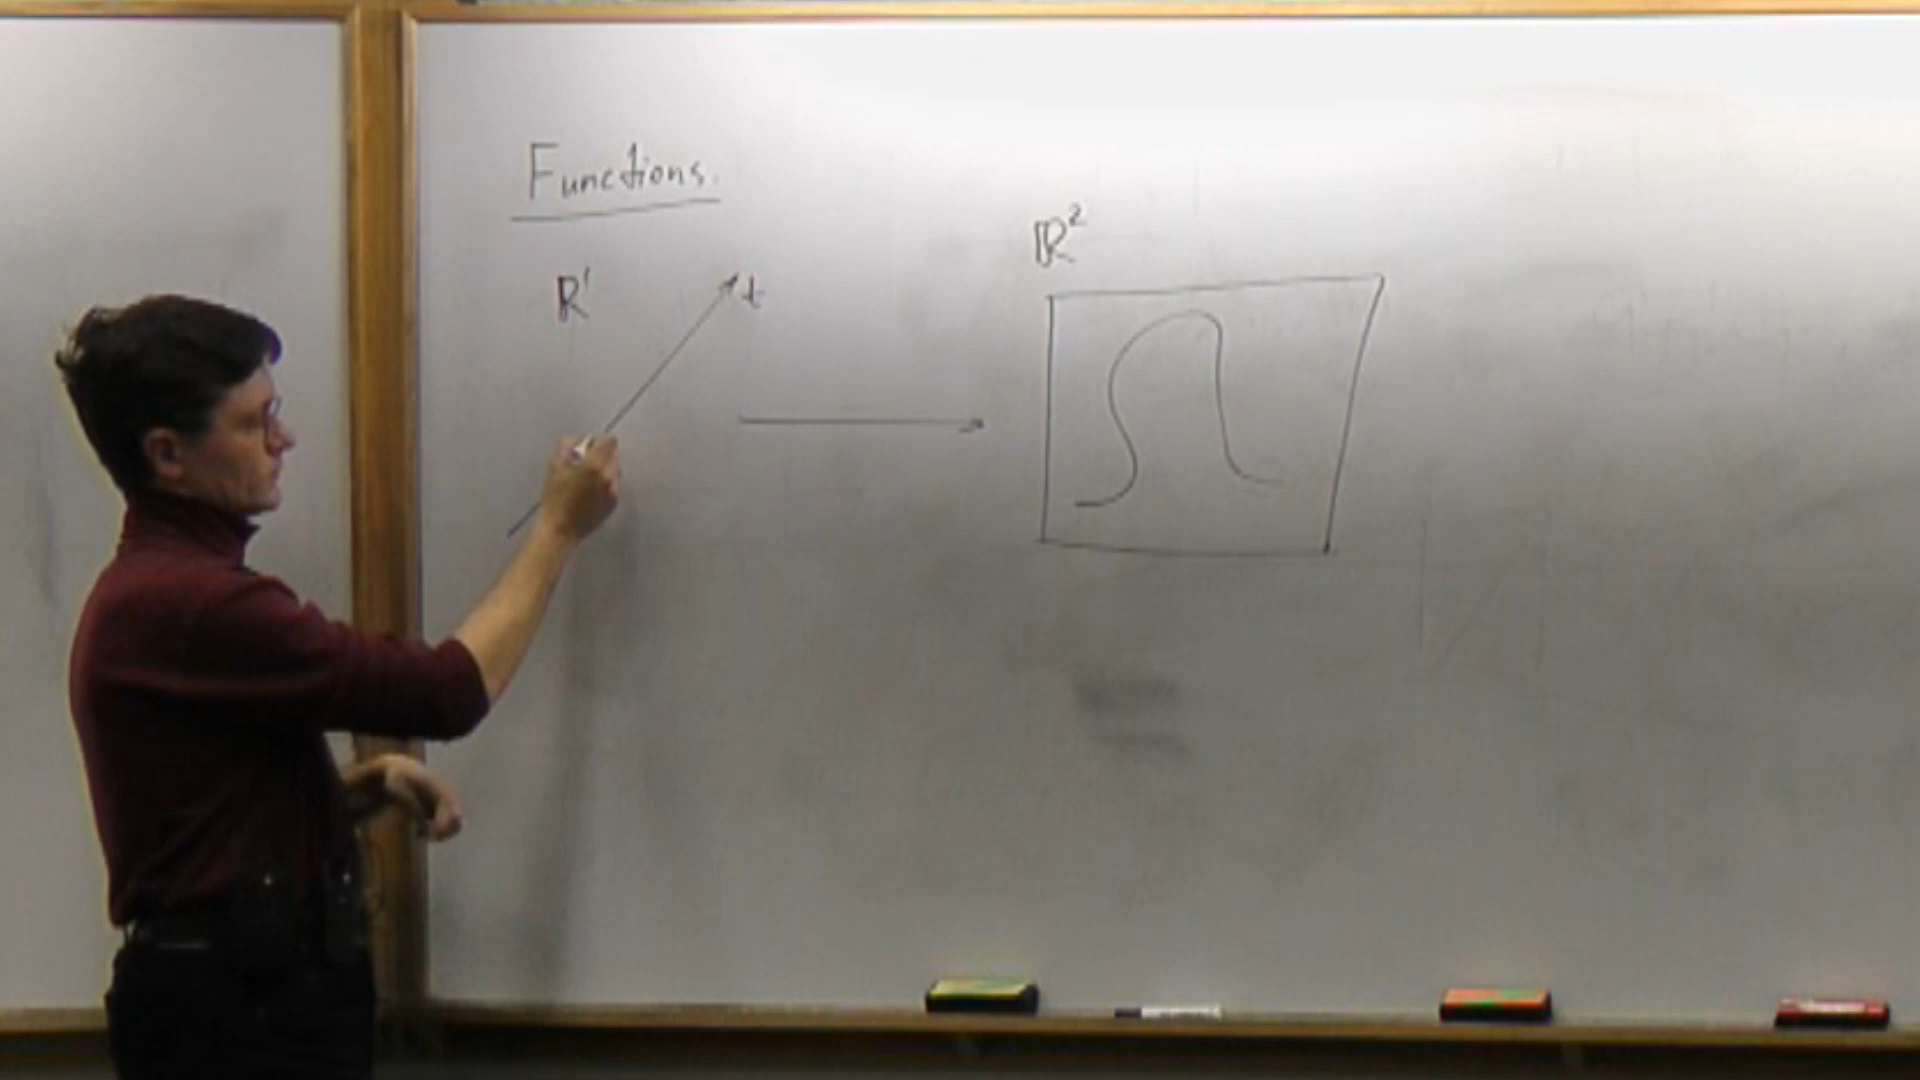 Functions.
ℝ¹
t
ℝ²